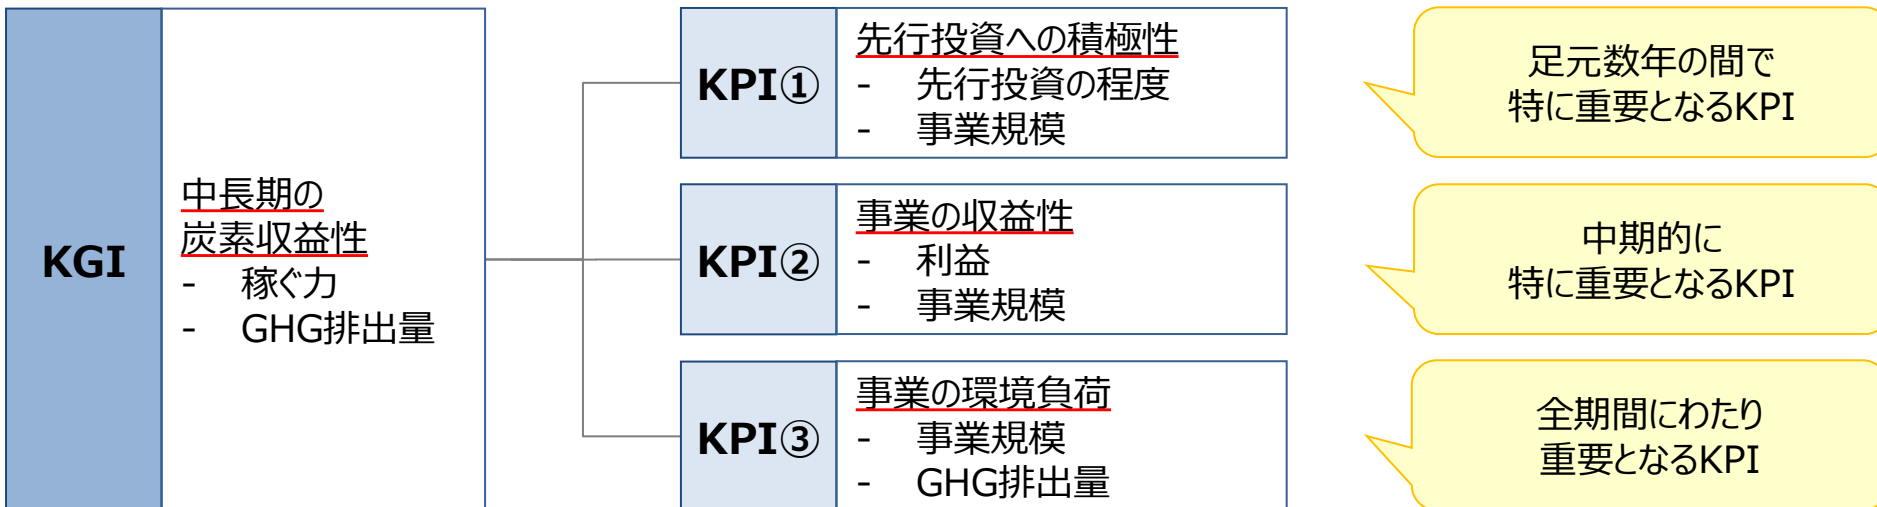 KGI
中長期の
炭素収益性
- 稼ぐ力
- GHG排出量
KPI①
先行投資への積極性
- 先行投資の程度
- 事業規模
足元数年の間で
特に重要となるKPI
KPI②
事業の収益性
- 利益
- 事業規模
中期的に
特に重要となるKPI
KPI③
事業の環境負荷
- 事業規模
- GHG排出量
全期間にわたり
重要となるKPI